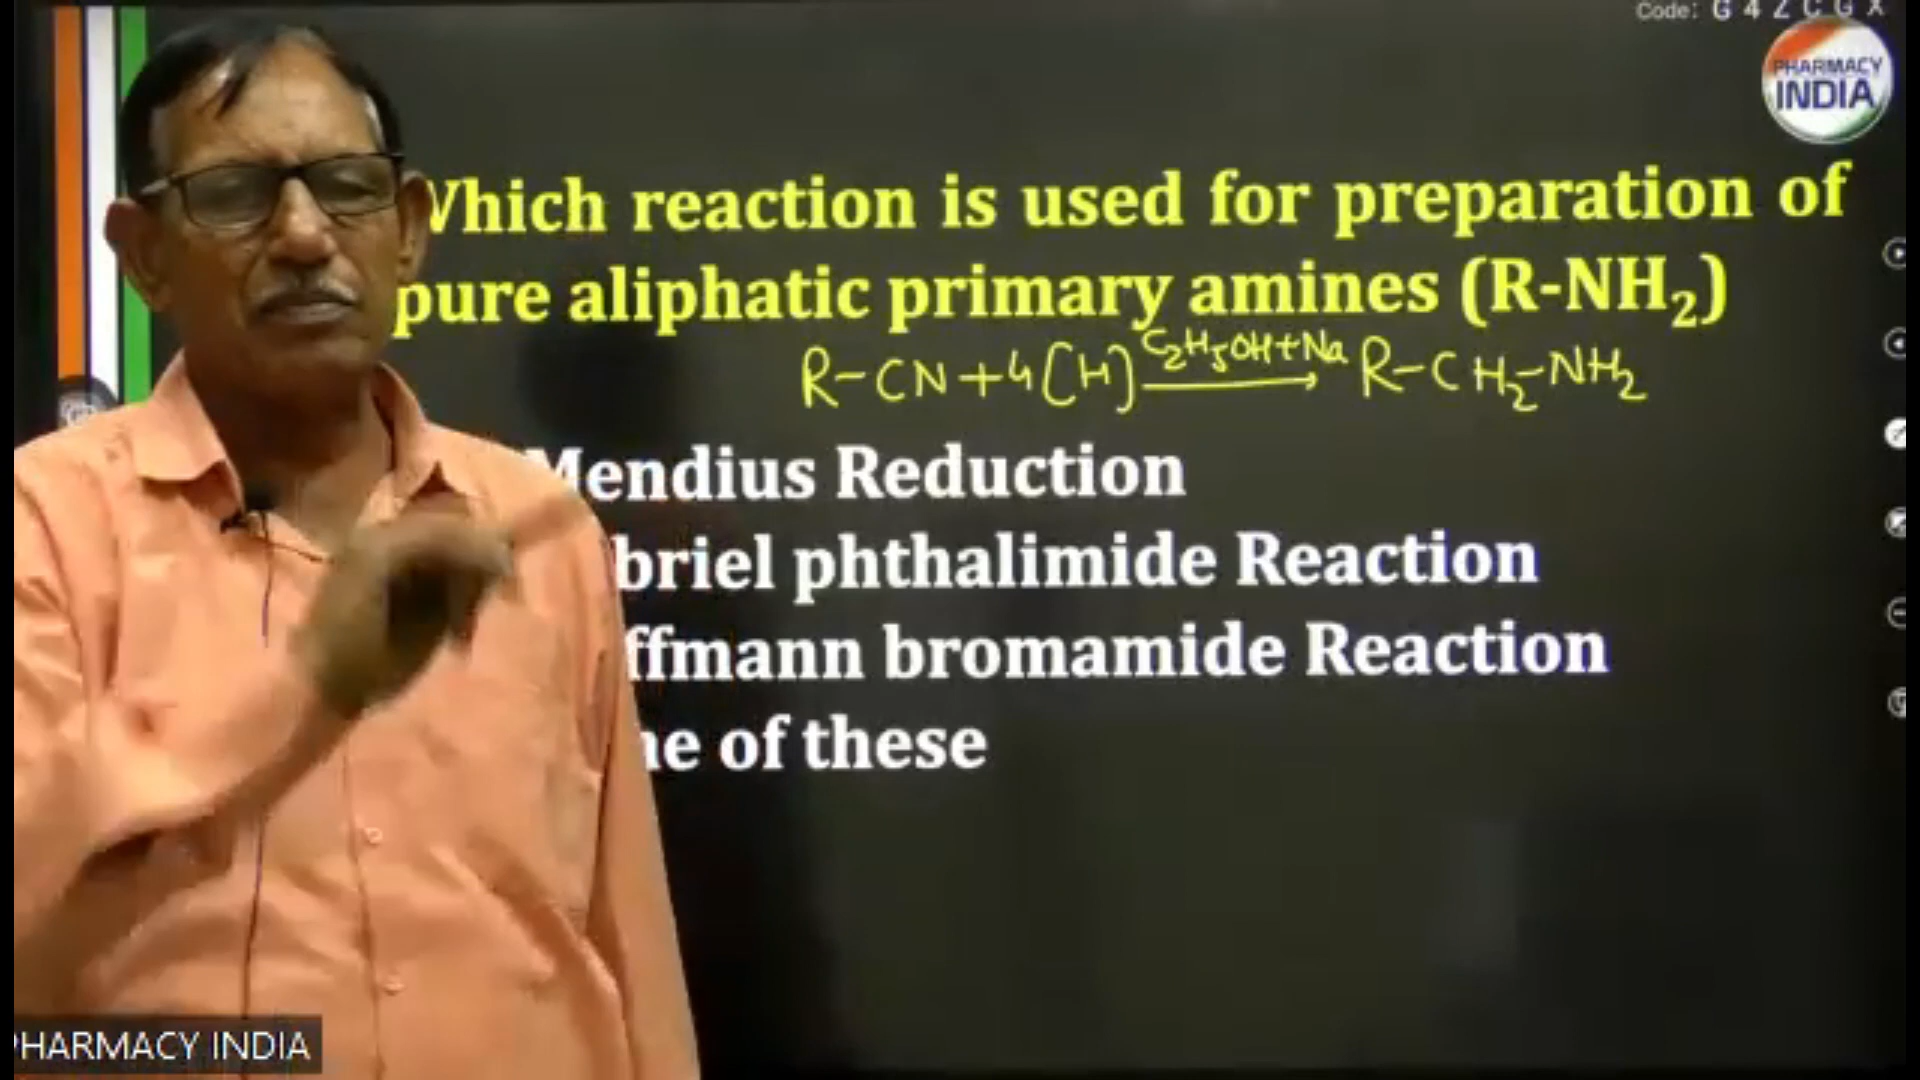 Code: G 4 Z C G X
PHARMACY
INDIA
Which reaction is used for preparation of
pure aliphatic primary amines (R-NH₂)
R-CN+4[H] C₂H₅OH+Na R-CH₂-NH₂
Mendius Reduction
briel phthalimide Reaction
ffmann bromamide Reaction
ne of these
PHARMACY INDIA